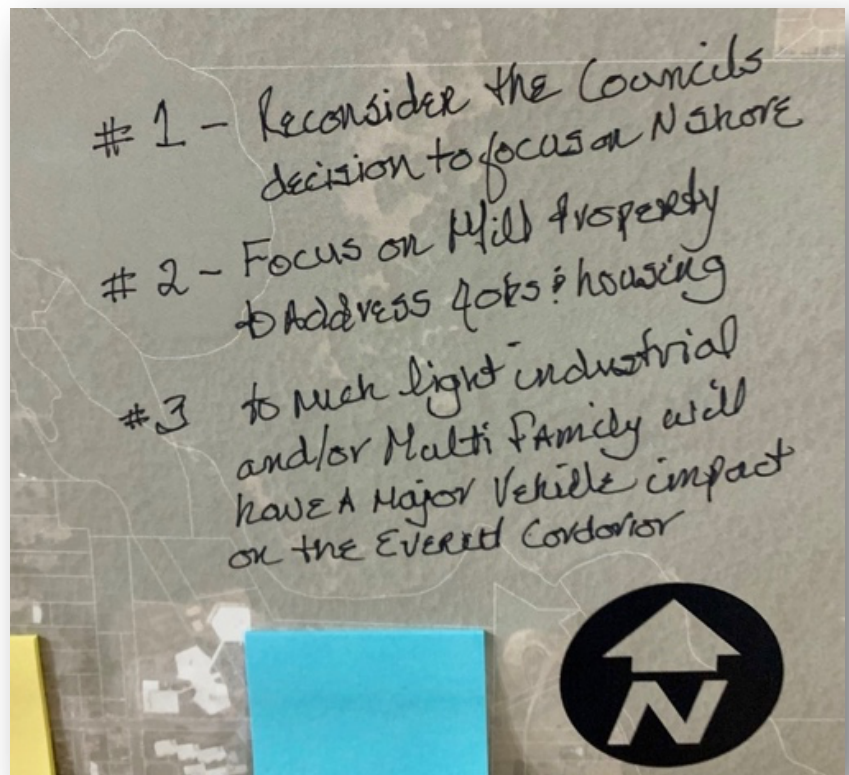 #1 - Reconsider the Councils
decision to focus on N Shore
#2 - Focus on Mill Property
to Address Jobs & housing
#3 to much light industrial
and/or Multi Family will
have A Major Vehicle impact
on the Everett Cordorior
N